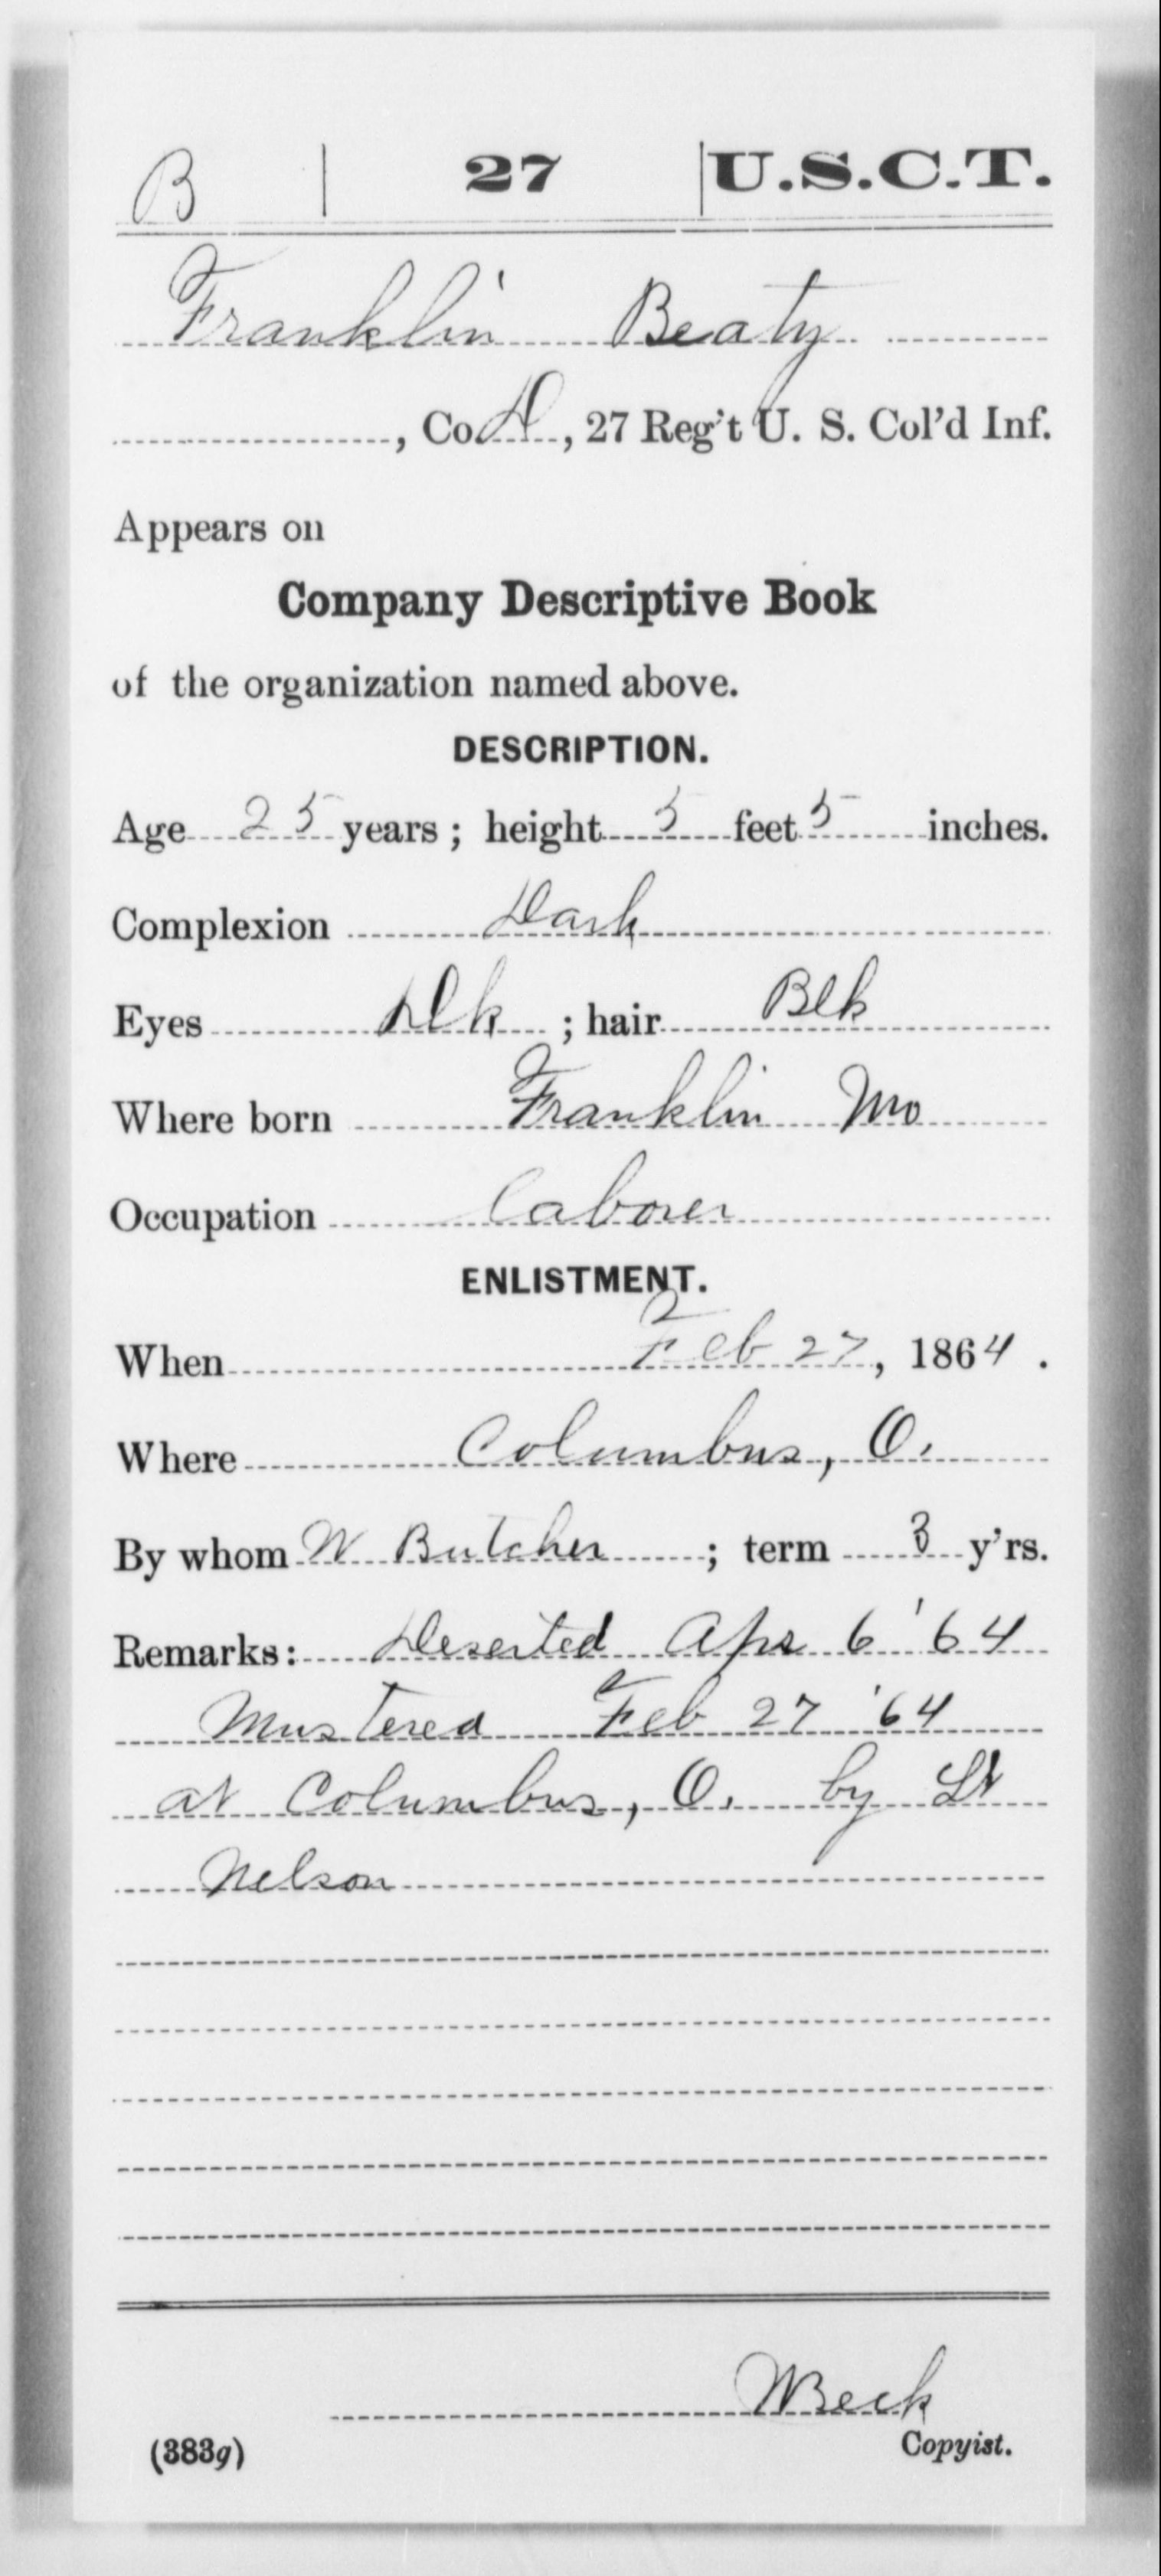 B | 27 | U.S.C.T.
Franklin Beaty
, Co. D, 27 Reg't U. S. Col'd Inf.
Appears on
Company Descriptive Book
of the organization named above.
DESCRIPTION.
Age 25 years; height 5 feet 5 inches.
Complexion Dark
Eyes Dk; hair Blk
Where born Franklin Mo
Occupation Laborer
ENLISTMENT.
When Feb 27, 1864.
Where Columbus, O.
By whom W Butcher; term 3 y'rs.
Remarks: Deserted Apr 6 '64
Mustered Feb 27 '64
at Columbus, O. by Lt
Nelson
WBeck
Copyist.
(383g)